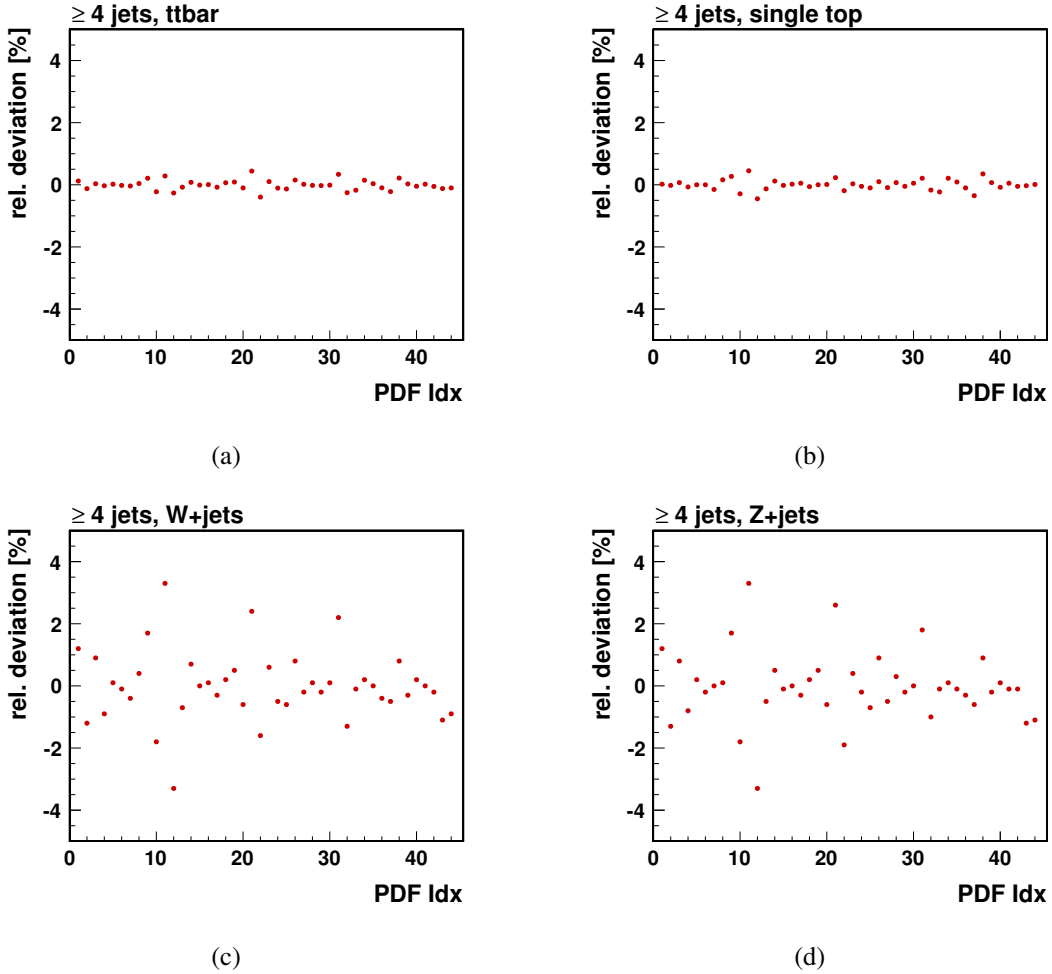 ≥ 4 jets, ttbar
rel. deviation [%]
4
2
0
-2
-4
0 10 20 30 40
PDF Idx
(a)
≥ 4 jets, single top
rel. deviation [%]
4
2
0
-2
-4
0 10 20 30 40
PDF Idx
(b)
≥ 4 jets, W+jets
rel. deviation [%]
4
2
0
-2
-4
0 10 20 30 40
PDF Idx
(c)
≥ 4 jets, Z+jets
rel. deviation [%]
4
2
0
-2
-4
0 10 20 30 40
PDF Idx
(d)